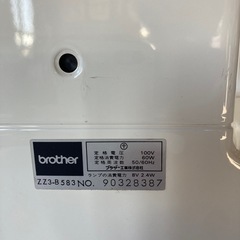 定格電圧 100V
定格消費電力 60W
定格周波数 50/60Hz
brother
ブラザー工業株式会社
ランプの消費電力 8V 2.4W
ZZ3-B583 NO. 90328387